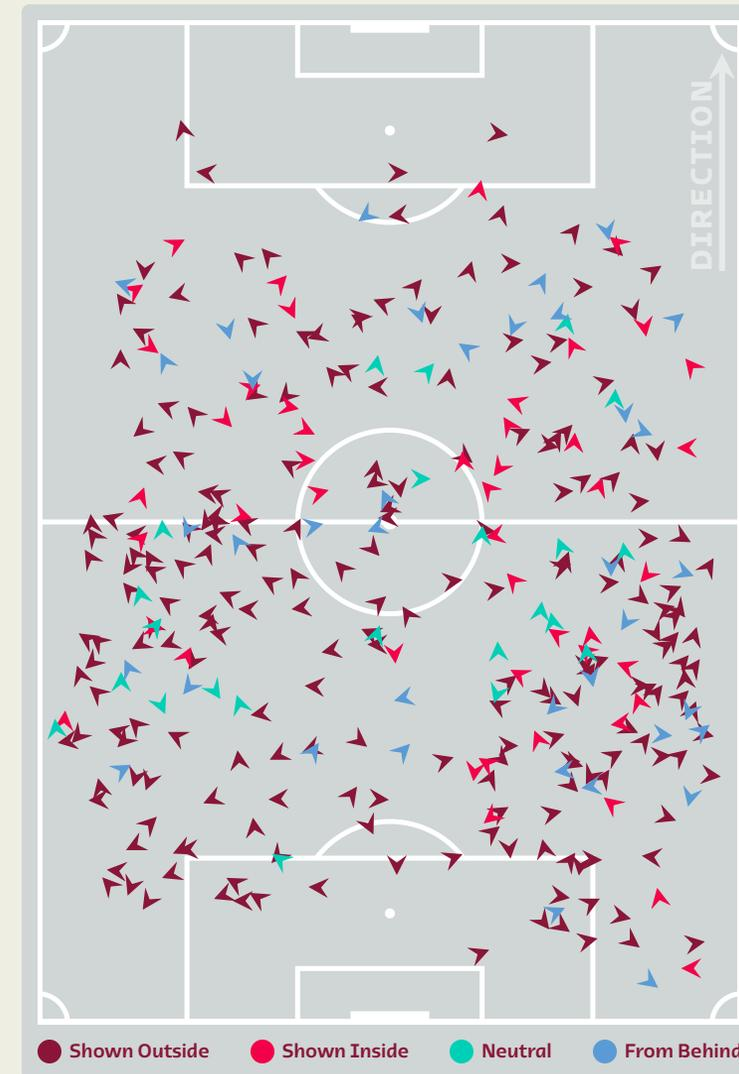 DIRECTION
Shown Outside
Shown Inside
Neutral
From Behind